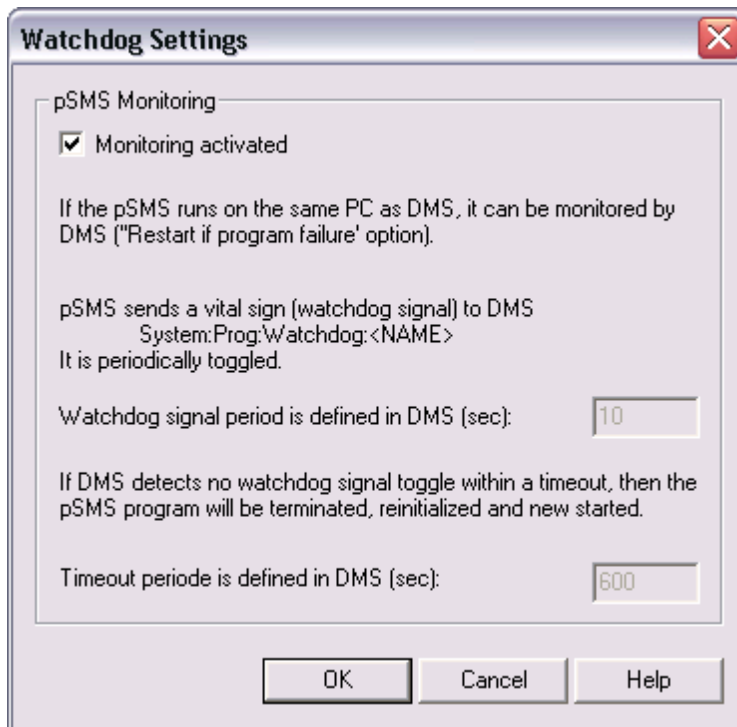 Watchdog Settings
pSMS Monitoring
Monitoring activated
If the pSMS runs on the same PC as DMS, it can be monitored by
DMS ("Restart if program failure' option).
pSMS sends a vital sign (watchdog signal) to DMS
System:Prog:Watchdog:<NAME>
It is periodically toggled.
Watchdog signal period is defined in DMS (sec): 10
If DMS detects no watchdog signal toggle within a timeout, then the
pSMS program will be terminated, reinitialized and new started.
Timeout periode is defined in DMS (sec): 600
OK Cancel Help